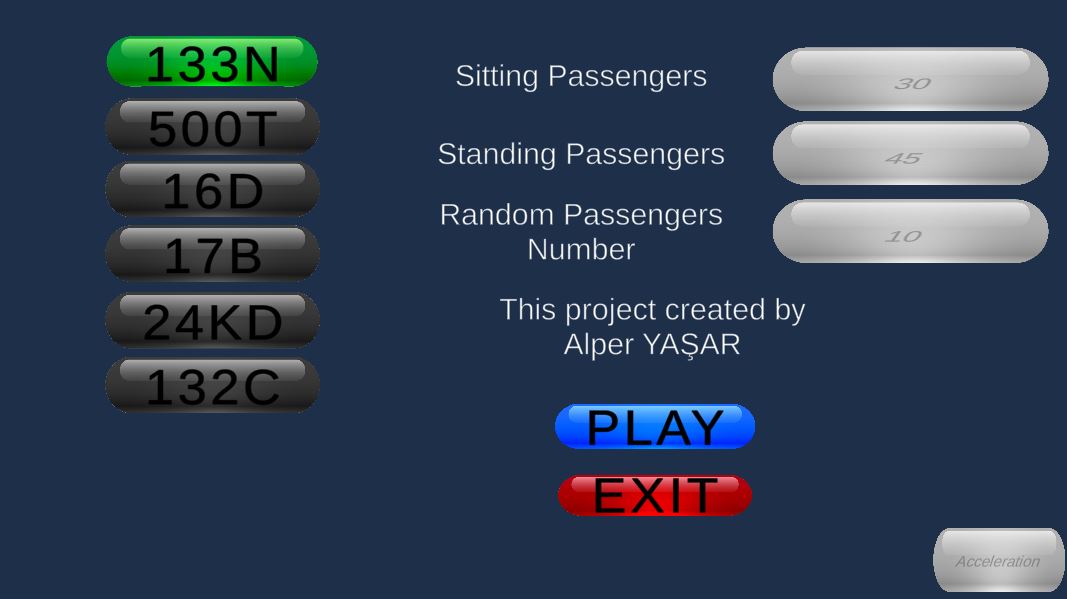 133N
500T
16D
17B
24KD
132C
Sitting Passengers
30
Standing Passengers
45
Random Passengers
Number
10
This project created by
Alper YAŞAR
PLAY
EXIT
Acceleration